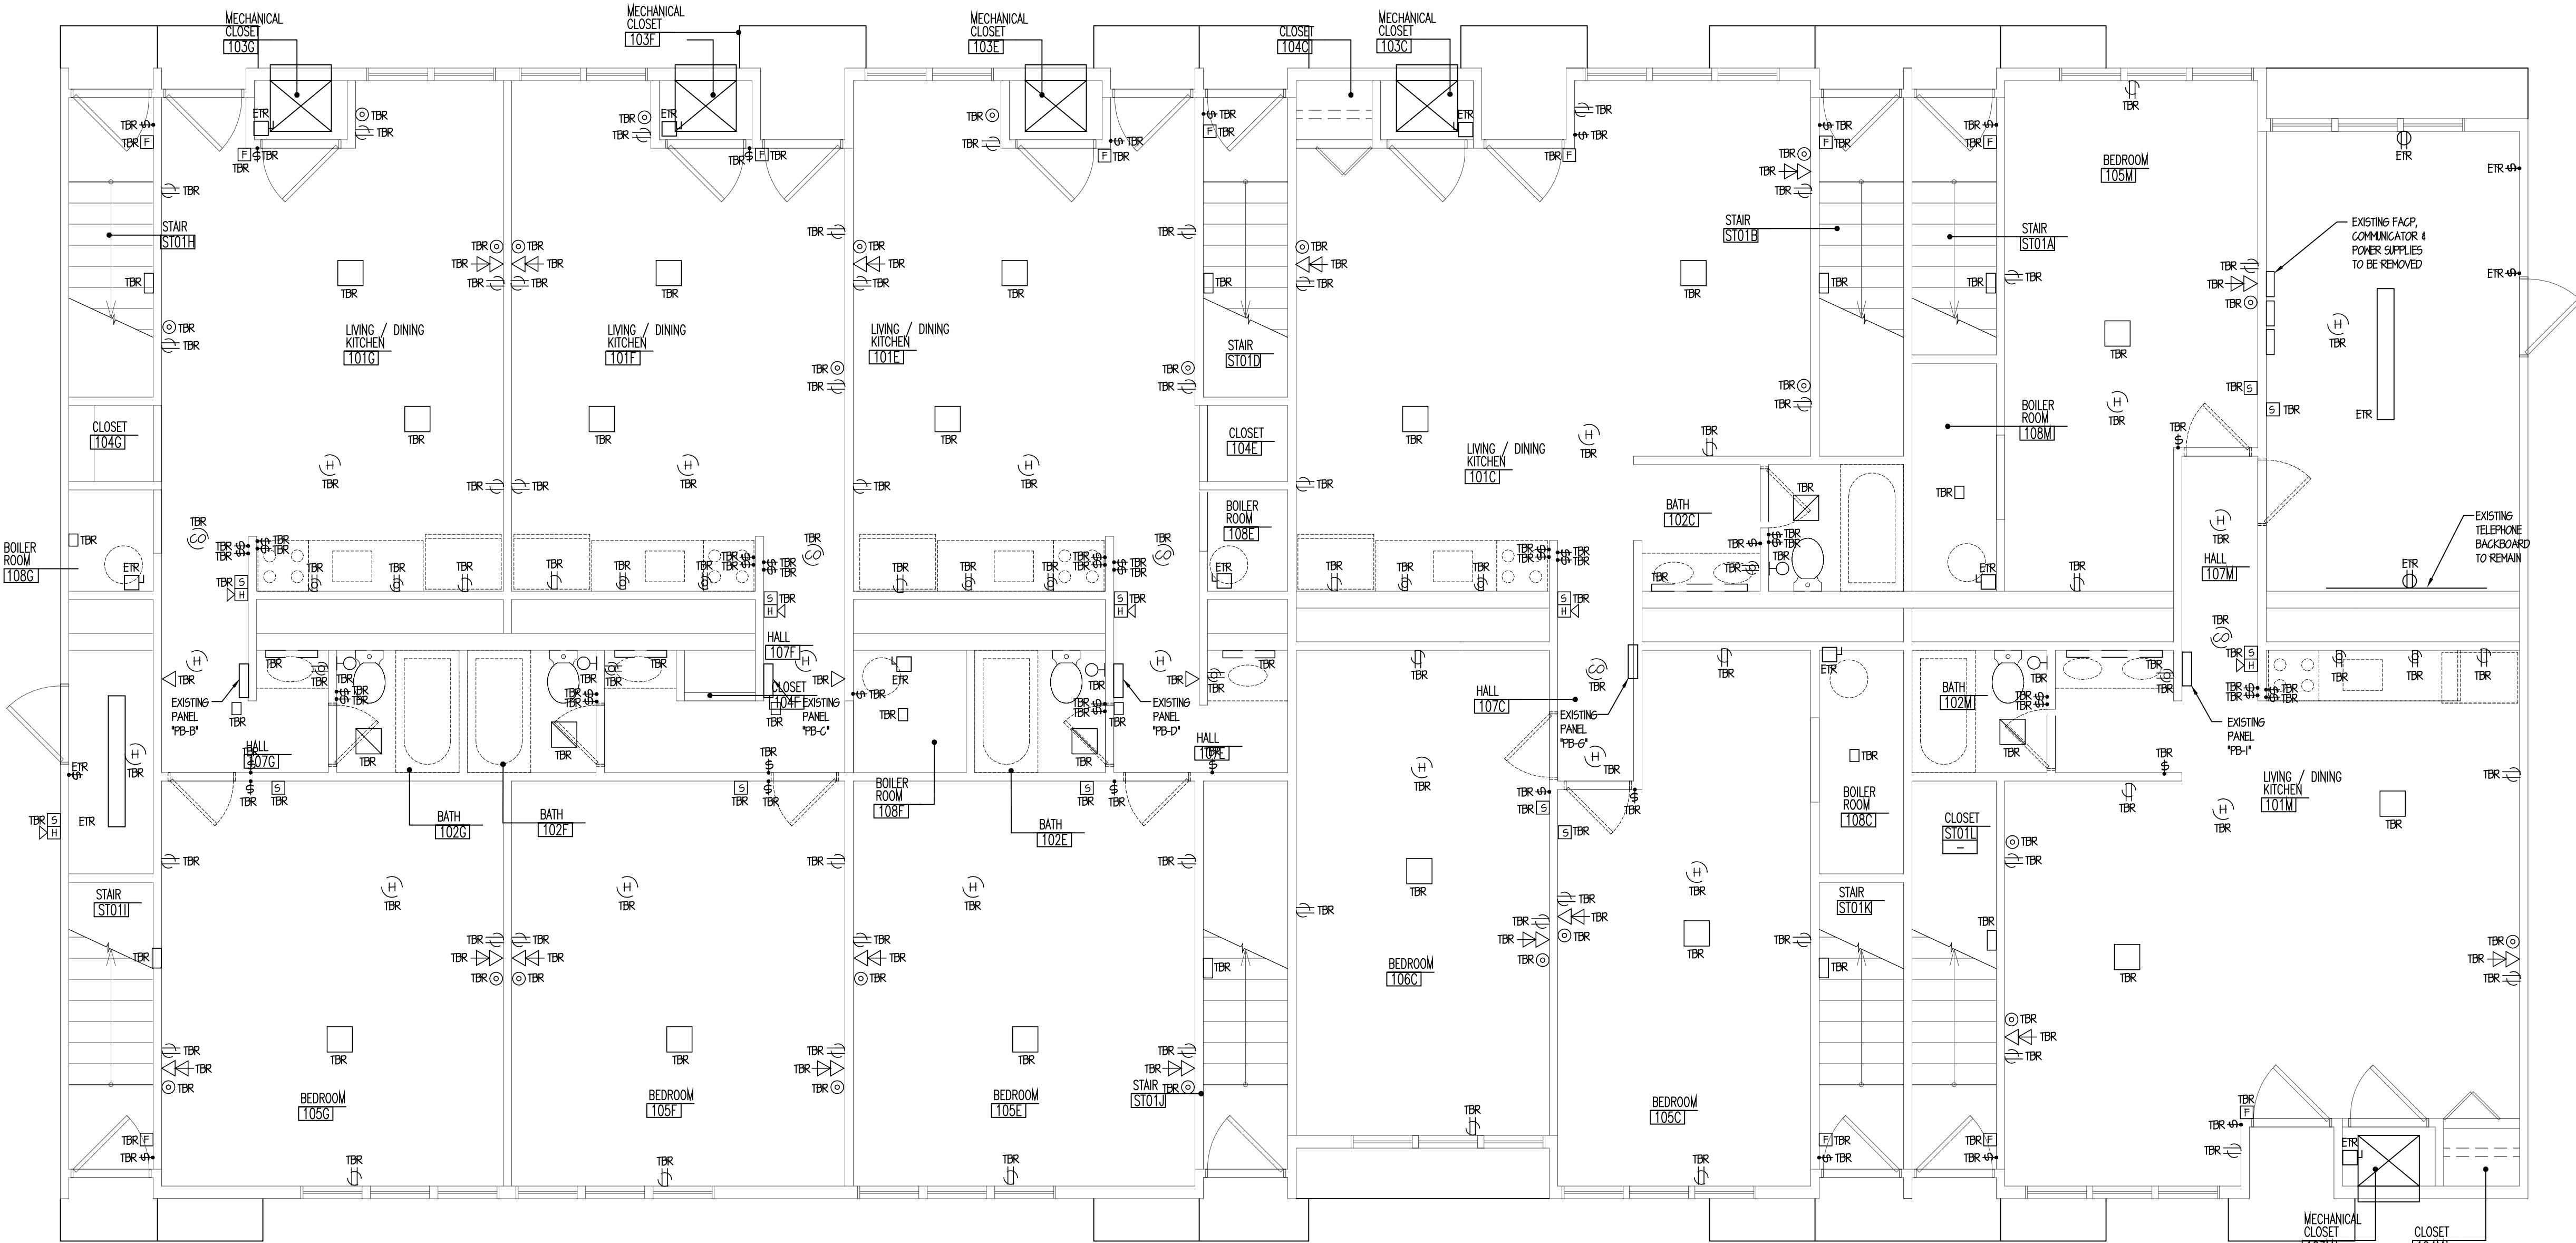 MECHANICAL
CLOSET
103G
MECHANICAL
CLOSET
103F
MECHANICAL
CLOSET
103E
CLOSET
104C
MECHANICAL
CLOSET
103C
STAIR
ST01H
LIVING / DINING
KITCHEN
101G
LIVING / DINING
KITCHEN
101F
LIVING / DINING
KITCHEN
101E
STAIR
ST01D
LIVING / DINING
KITCHEN
101C
STAIR
ST01B
STAIR
ST01A
BEDROOM
105M
EXISTING FACP,
COMMUNICATOR &
POWER SUPPLIES
TO BE REMOVED
CLOSET
104G
CLOSET
104E
BOILER
ROOM
108M
BOILER
ROOM
108G
BOILER
ROOM
108E
BATH
102C
HALL
107M
EXISTING
TELEPHONE
BACKBOARD
TO REMAIN
EXISTING
PANEL
"PB-B"
HALL
107G
HALL
107F
CLOSET
104F
EXISTING
PANEL
"PB-C"
EXISTING
PANEL
"PB-D"
HALL
107E
HALL
107C
EXISTING
PANEL
"PB-G"
BATH
102M
EXISTING
PANEL
"PB-I"
BATH
102G
BATH
102F
BOILER
ROOM
108F
BATH
102E
BOILER
ROOM
108C
CLOSET
ST01L
LIVING / DINING
KITCHEN
101M
STAIR
ST01I
STAIR
ST01K
BEDROOM
106C
BEDROOM
105G
BEDROOM
105F
BEDROOM
105E
STAIR
ST01J
BEDROOM
105C
MECHANICAL
CLOSET
CLOSET
TBR
ETR
F
S
H